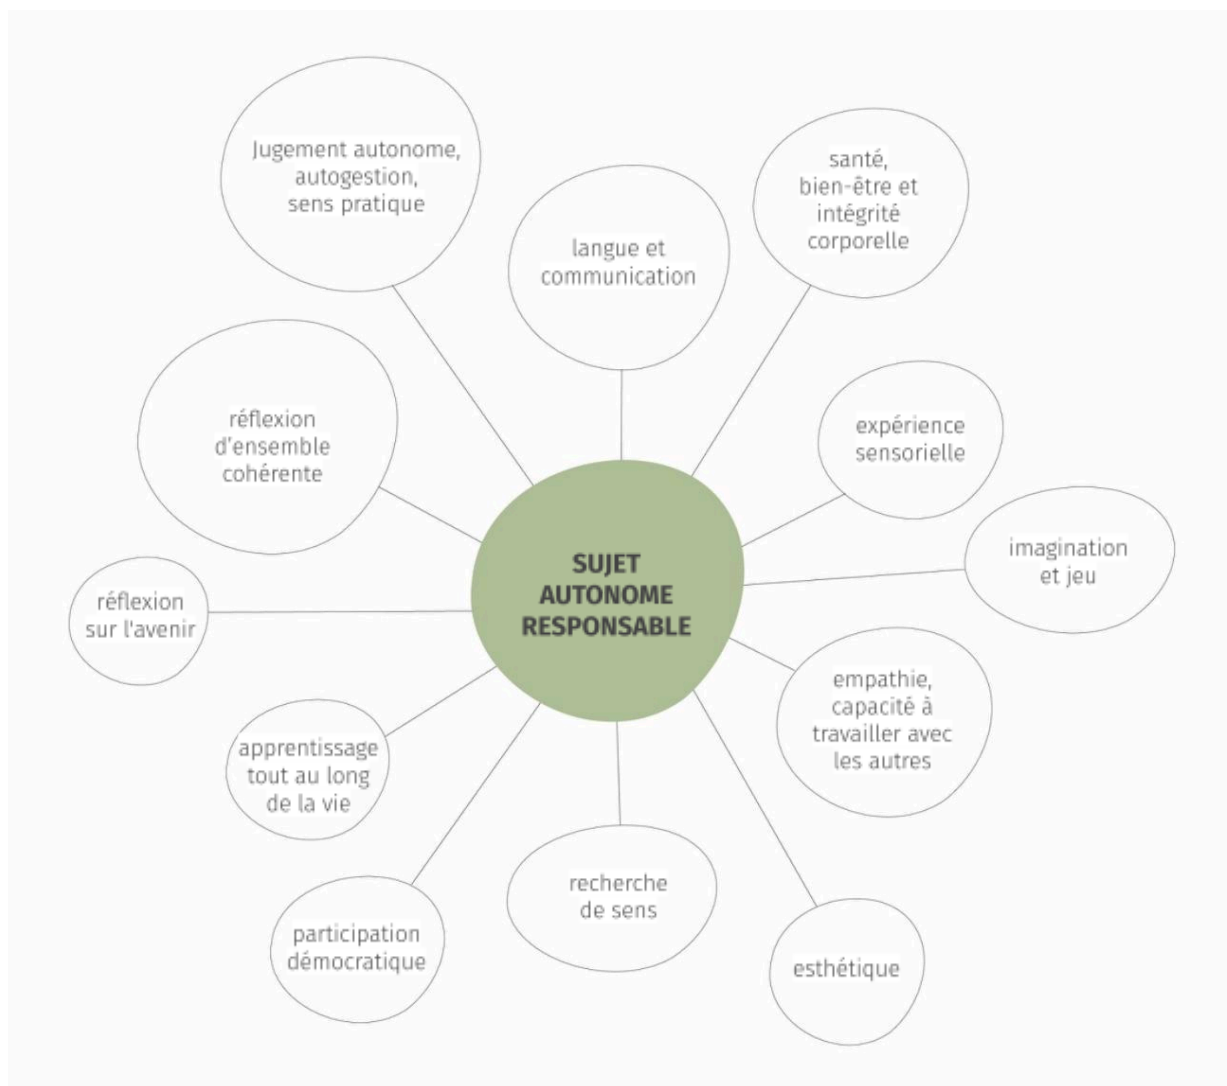 Jugement autonome,
autogestion,
sens pratique
langue et
communication
santé,
bien-être et
intégrité
corporelle
réflexion
d'ensemble
cohérente
expérience
sensorielle
imagination
et jeu
SUJET
AUTONOME
RESPONSABLE
réflexion
sur l'avenir
empathie,
capacité à
travailler avec
les autres
apprentissage
tout au long
de la vie
participation
démocratique
recherche
de sens
esthétique